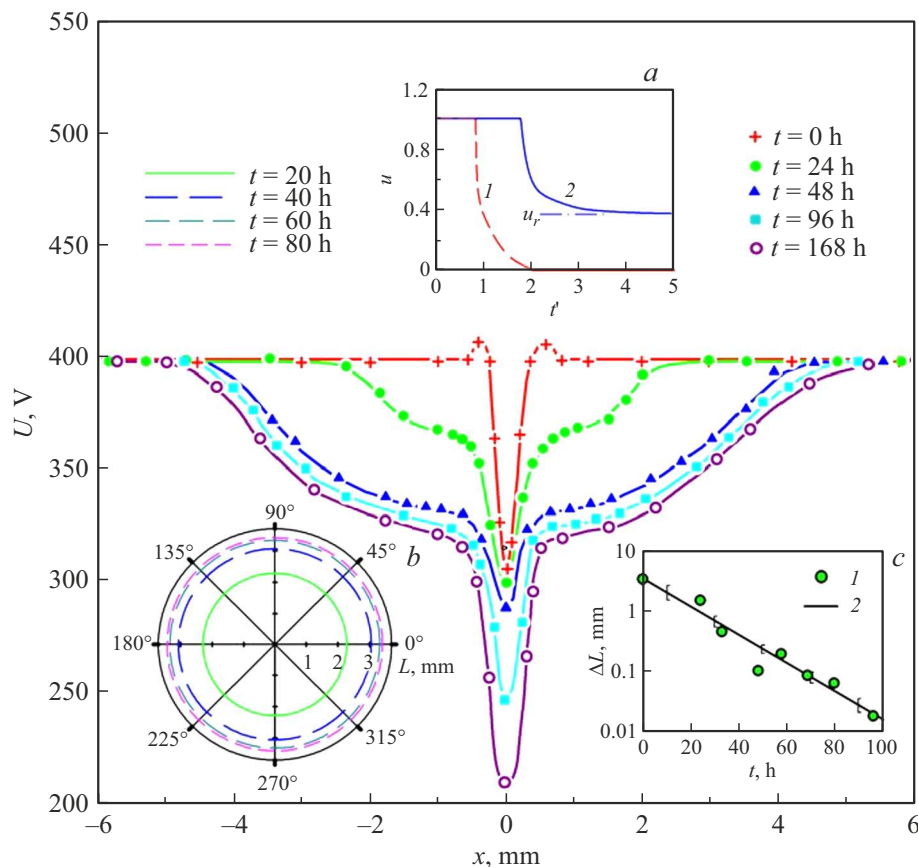 550
500
450
400
350
300
250
200
U, V
–6
–4
–2
0
2
4
6
x, mm
t = 20 h
t = 40 h
t = 60 h
t = 80 h
a
1.2
0.8
0.4
0
u
1
2
u_r
0
1
2
3
4
5
t'
t = 0 h
t = 24 h
t = 48 h
t = 96 h
t = 168 h
b
90°
135°
45°
180°
0°
1
2
3
L, mm
225°
315°
270°
c
10
1
0.1
0.01
ΔL, mm
1
2
0
20
40
60
80
100
t, h